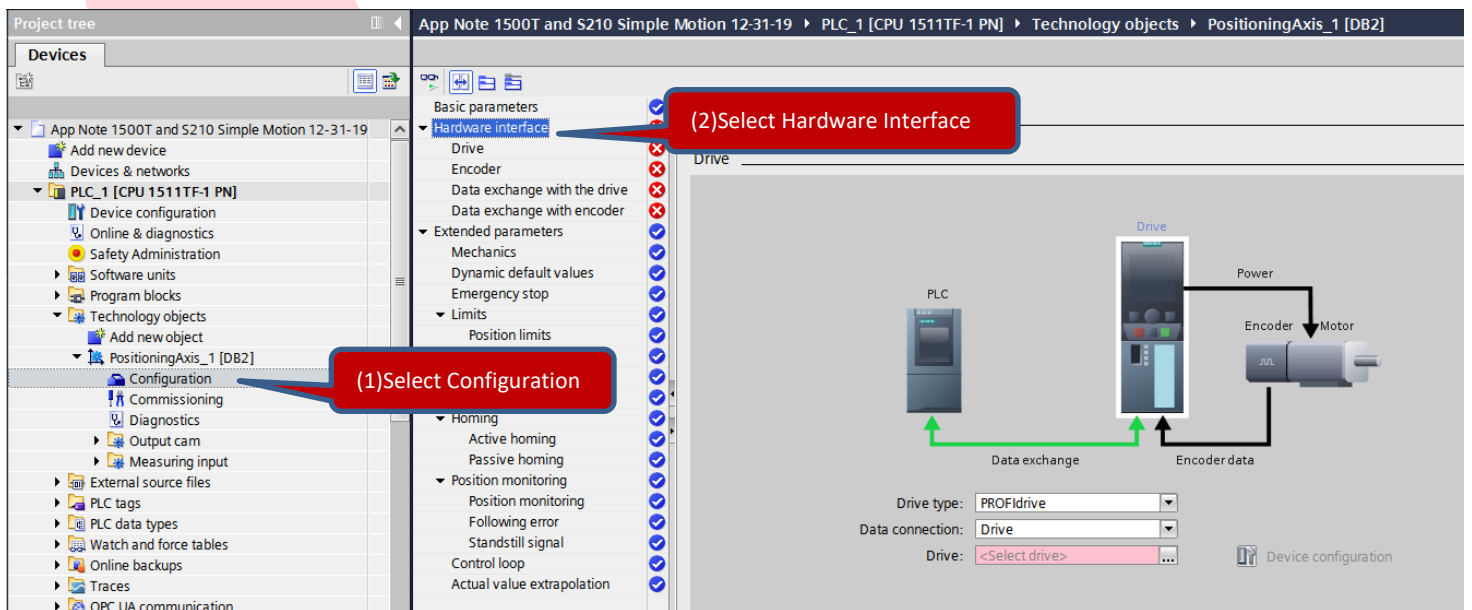 Project tree
Devices
App Note 1500T and S210 Simple Motion 12-31-19
Add new device
Devices & networks
PLC_1 [CPU 1511TF-1 PN]
Device configuration
Online & diagnostics
Safety Administration
Software units
Program blocks
Technology objects
Add new object
PositioningAxis_1 [DB2]
Configuration
Commissioning
Diagnostics
Output cam
Measuring input
External source files
PLC tags
PLC data types
Watch and force tables
Online backups
Traces
OPC UA communication
(1)Select Configuration
App Note 1500T and S210 Simple Motion 12-31-19 PLC_1 [CPU 1511TF-1 PN] Technology objects PositioningAxis_1 [DB2]
Basic parameters
Hardware interface
Drive
Encoder
Data exchange with the drive
Data exchange with encoder
Extended parameters
Mechanics
Dynamic default values
Emergency stop
Limits
Position limits
Homing
Active homing
Passive homing
Position monitoring
Position monitoring
Following error
Standstill signal
Control loop
Actual value extrapolation
(2)Select Hardware Interface
Drive
Drive
Power
PLC
Encoder Motor
Data exchange
Encoder data
Drive type: PROFIdrive
Data connection: Drive
Drive: <Select drive> ...
Device configuration